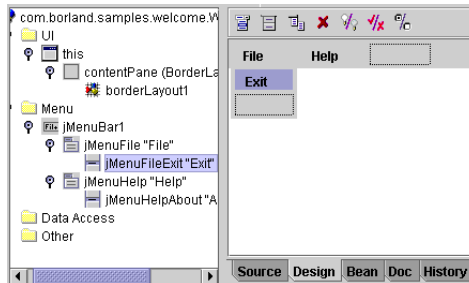 com.borland.samples.welcome.W
UI
this
contentPane (BorderLa
borderLayout1
Menu
File jMenuBar1
jMenuFile "File"
jMenuFileExit "Exit"
jMenuHelp "Help"
jMenuHelpAbout "A
Data Access
Other
File Help
Exit
Source Design Bean Doc History